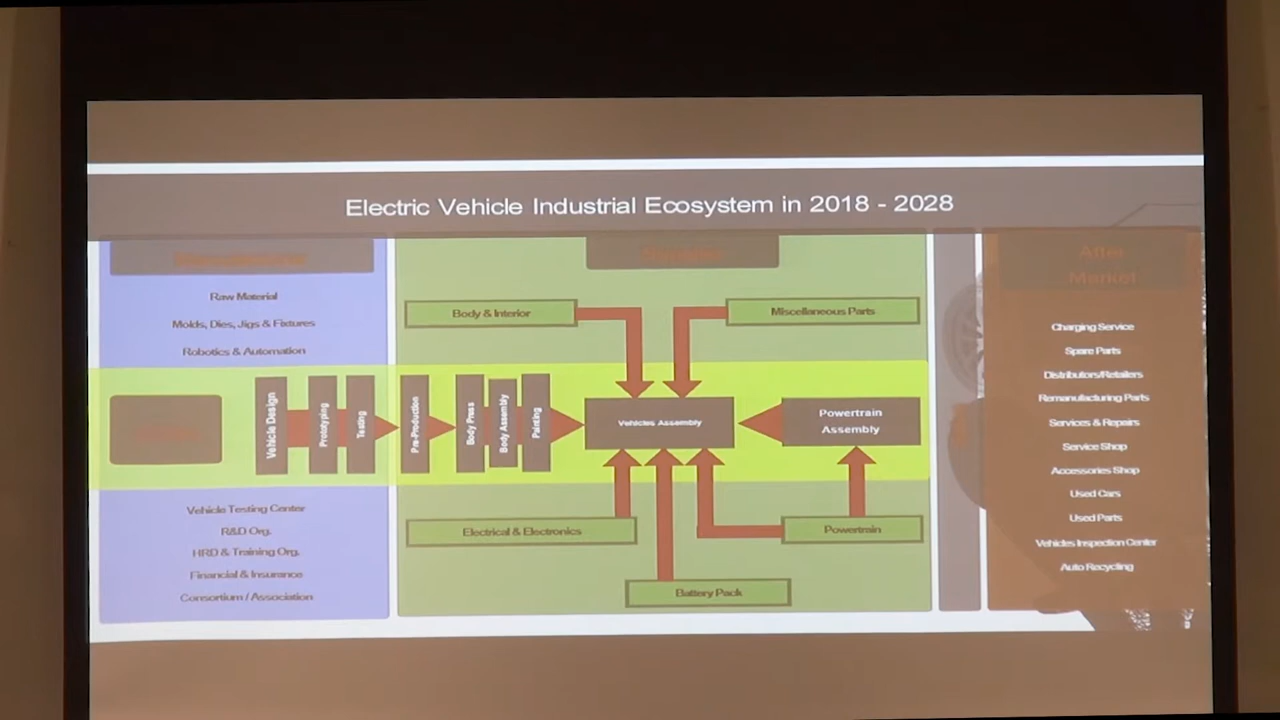 Electric Vehicle Industrial Ecosystem in 2018 - 2028
Raw Material
Molds, Dies, Jigs & Fixtures
Robotics & Automation
Vehicle Design
Prototyping
Testing
Vehicle Testing Center
R&D Org.
HRD & Training Org.
Financial & Insurance
Consortium / Association
Body & Interior
Miscellaneous Parts
Pre-Production
Body Press
Body Assembly
Painting
Vehicles Assembly
Powertrain
Assembly
Electrical & Electronics
Powertrain
Battery Pack
After
Market
Charging Service
Spare Parts
Distributors/Retailers
Remanufacturing Parts
Services & Repairs
Service Shop
Accessories Shop
Used Cars
Used Parts
Vehicles Inspection Center
Auto Recycling